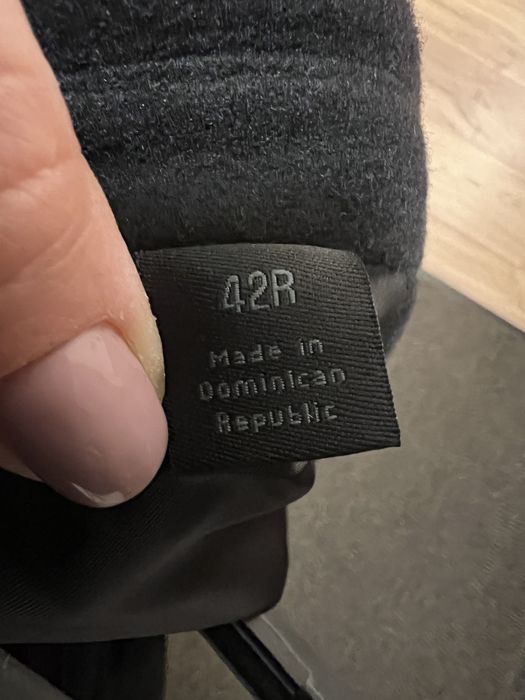 42R
Made in
Dominican
Republic